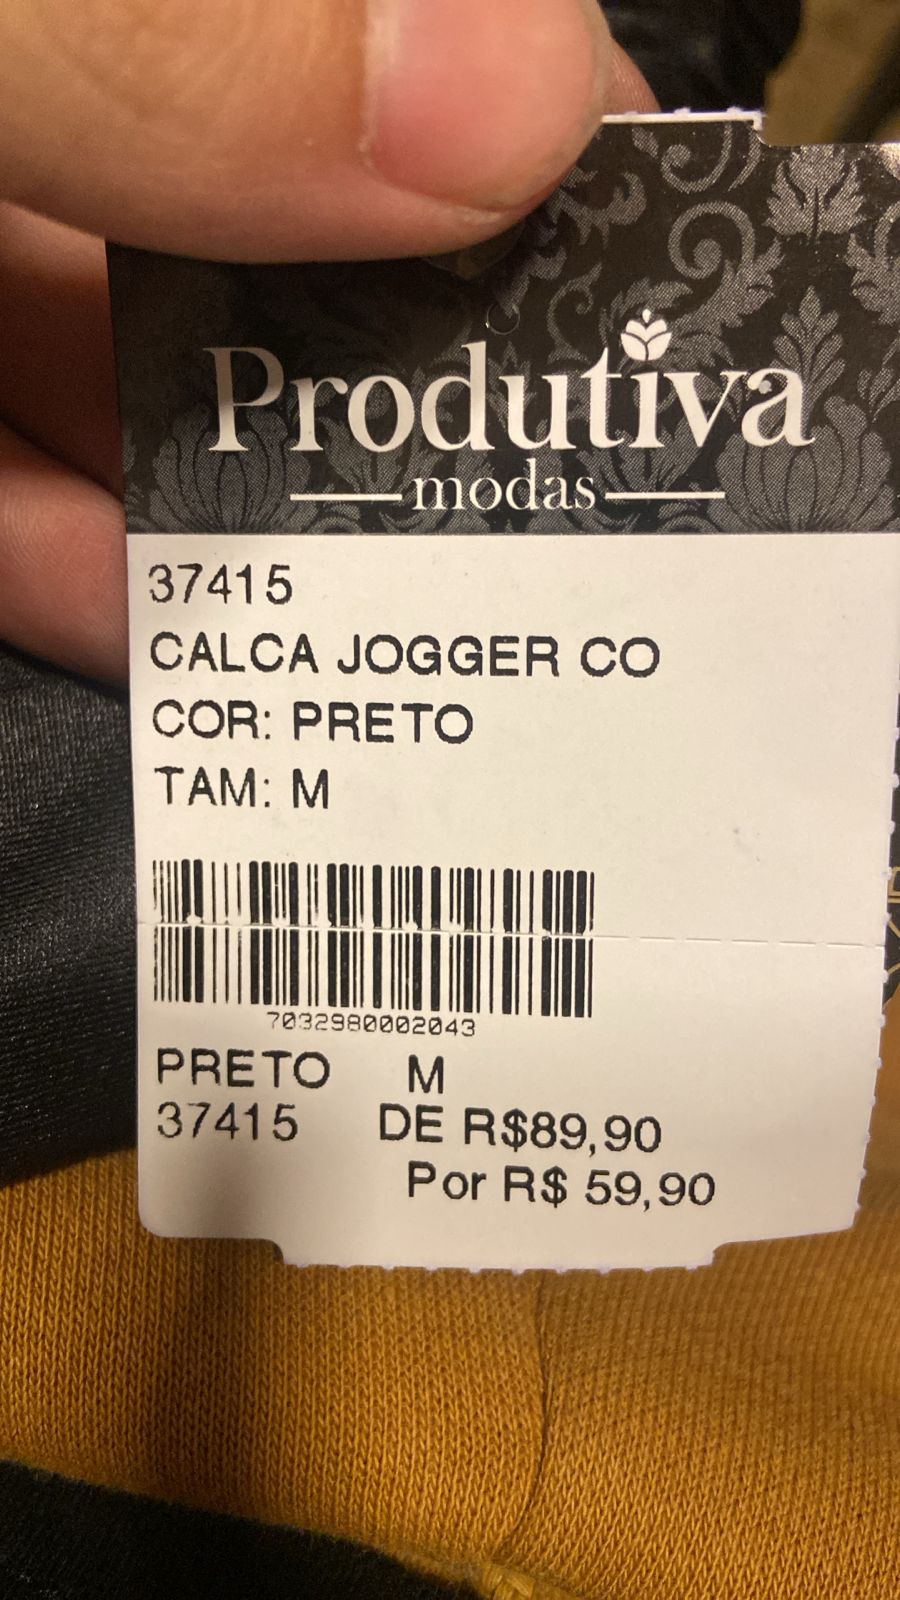 Produtiva
modas
37415
CALCA JOGGER CO
COR: PRETO
TAM: M
7032980002043
PRETO M
37415 DE R$89,90
Por R$ 59,90